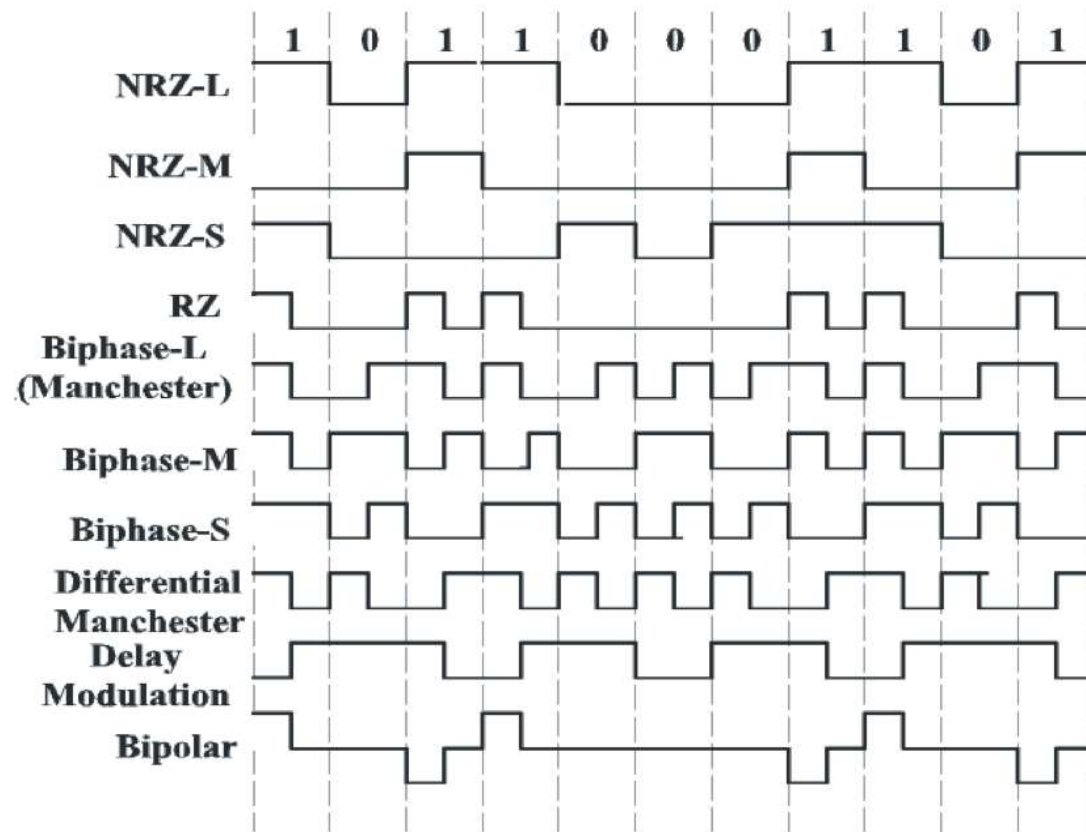 1 0 1 1 0 0 0 1 1 0 1
NRZ-L
NRZ-M
NRZ-S
RZ
Biphase-L
(Manchester)
Biphase-M
Biphase-S
Differential
Manchester
Delay
Modulation
Bipolar